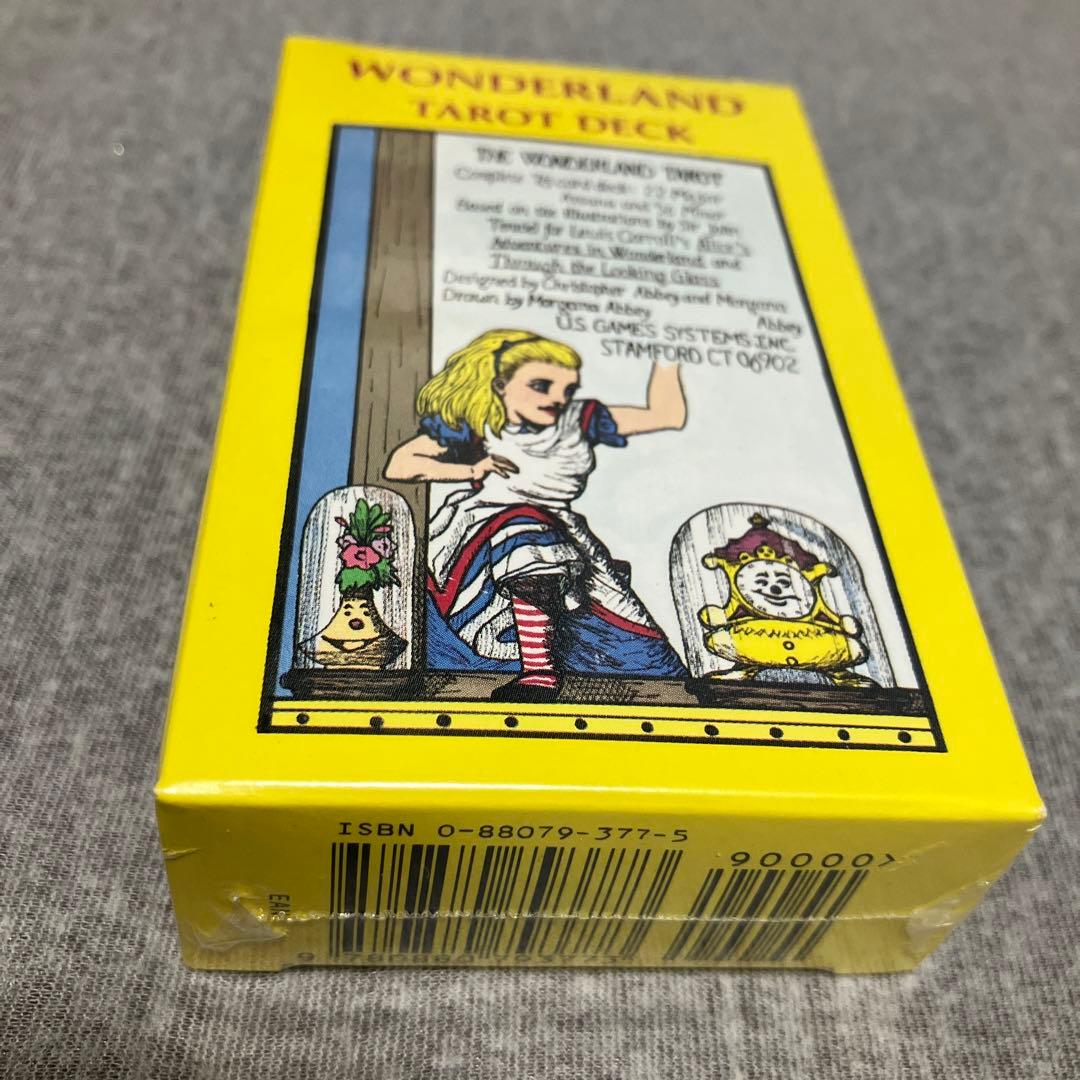 WONDERLAND
TAROT DECK
THE WONDERLAND TAROT
Complete 78 card deck: 22 Major
Arcana and 56 Minor
Based on the illustrations by Sir John
Tenniel for Lewis Carroll's Alice's
Adventures in Wonderland and
Through the Looking Glass
Designed by Christopher Abbey and Morgana
Abbey
Drawn by Morgana Abbey
U.S. GAMES SYSTEMS INC
STAMFORD CT 06902
ISBN 0-88079-377-5
90000>